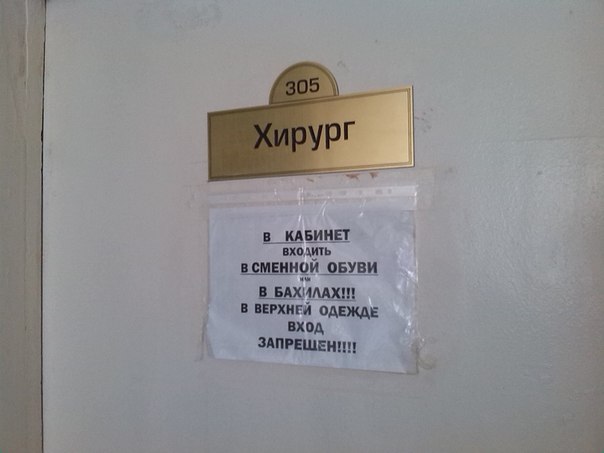 305
Хирург
В КАБИНЕТ
ВХОДИТЬ
В СМЕННОЙ ОБУВИ
ИЛИ
В БАХИЛАХ!!!
В ВЕРХНЕЙ ОДЕЖДЕ
ВХОД
ЗАПРЕЩЕН!!!!